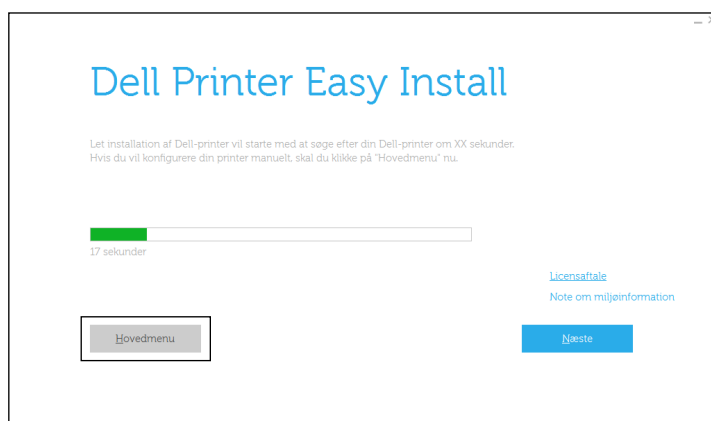 Dell Printer Easy Install
Let installation af Dell-printer vil starte med at søge efter din Dell-printer om XX sekunder.
Hvis du vil konfigurere din printer manuelt, skal du klikke på "Hovedmenu" nu.
17 sekunder
Licensaftale
Note om miljøinformation
Hovedmenu
Næste